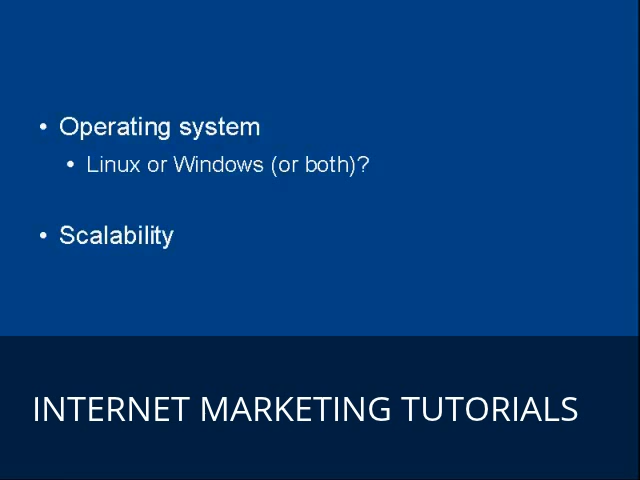 • Operating system
• Linux or Windows (or both)?
• Scalability
INTERNET MARKETING TUTORIALS